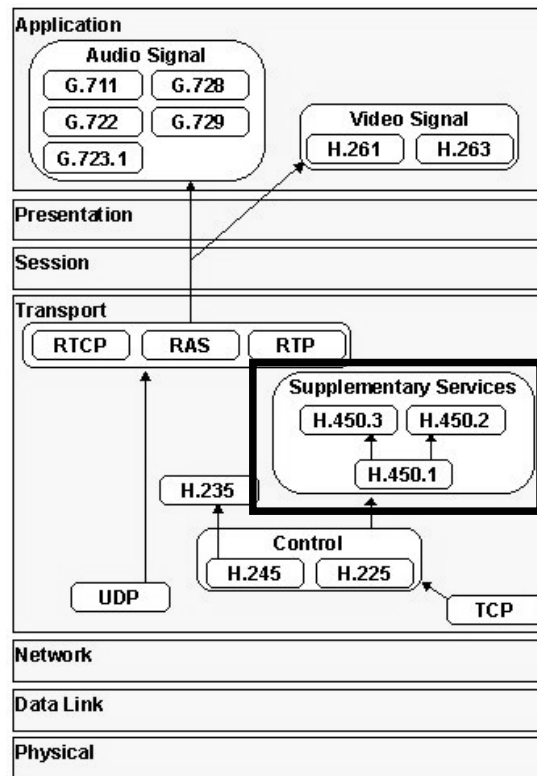 Application
Audio Signal
G.711 G.728
G.722 G.729
G.723.1
Video Signal
H.261 H.263
Presentation
Session
Transport
RTCP RAS RTP
Supplementary Services
H.450.3 H.450.2
H.450.1
H.235
Control
H.245 H.225
UDP
TCP
Network
Data Link
Physical